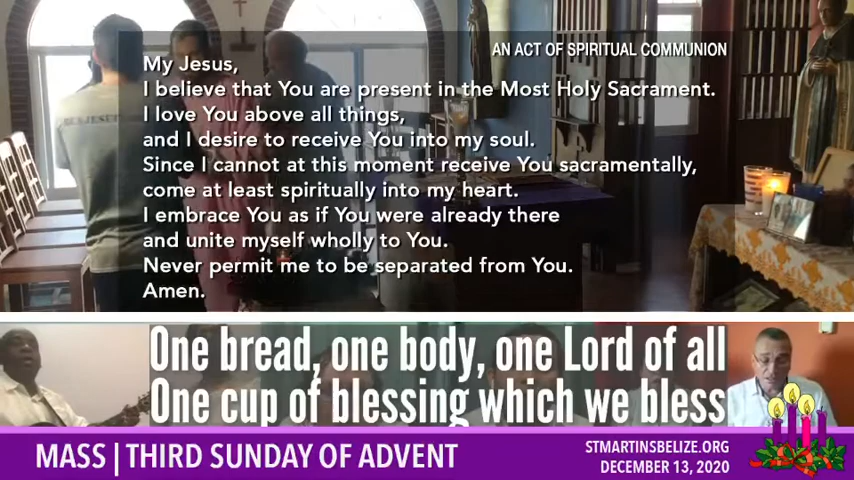 AN ACT OF SPIRITUAL COMMUNION
My Jesus,
I believe that You are present in the Most Holy Sacrament.
I love You above all things,
and I desire to receive You into my soul.
Since I cannot at this moment receive You sacramentally,
come at least spiritually into my heart.
I embrace You as if You were already there
and unite myself wholly to You.
Never permit me to be separated from You.
Amen.
One bread, one body, one Lord of all
One cup of blessing which we bless
MASS | THIRD SUNDAY OF ADVENT
STMARTINSBELIZE.ORG
DECEMBER 13, 2020